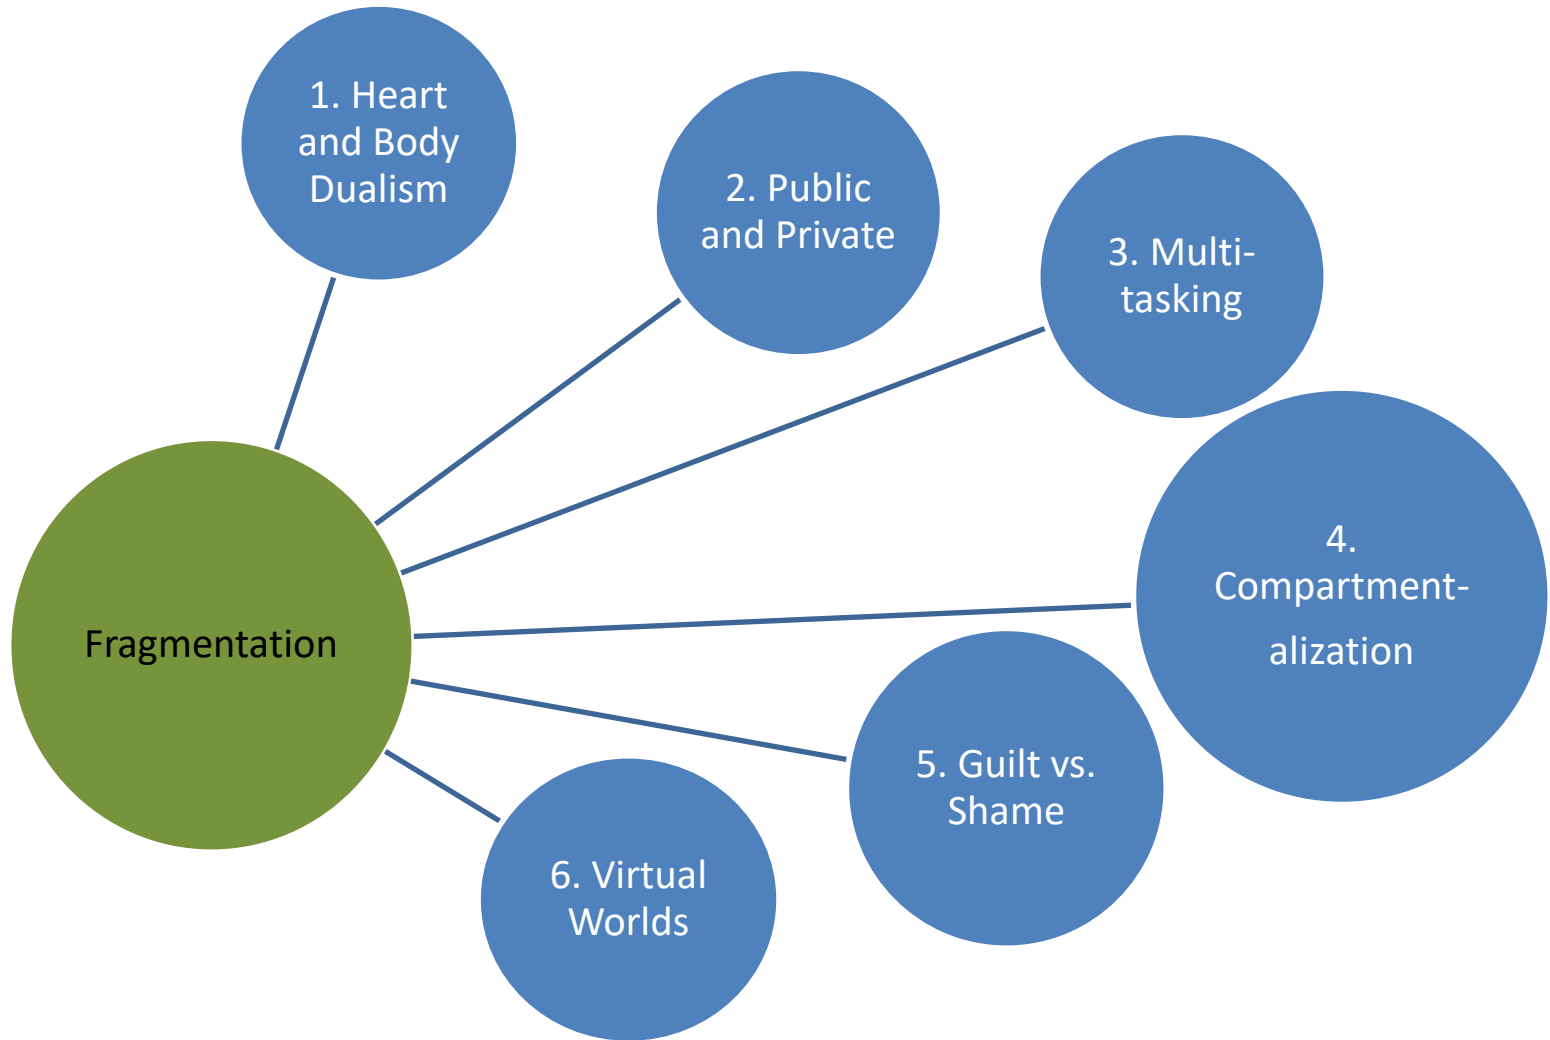 1. Heart
and Body
Dualism
2. Public
and Private
3. Multi-
tasking
4.
Compartment-
alization
Fragmentation
5. Guilt vs.
Shame
6. Virtual
Worlds